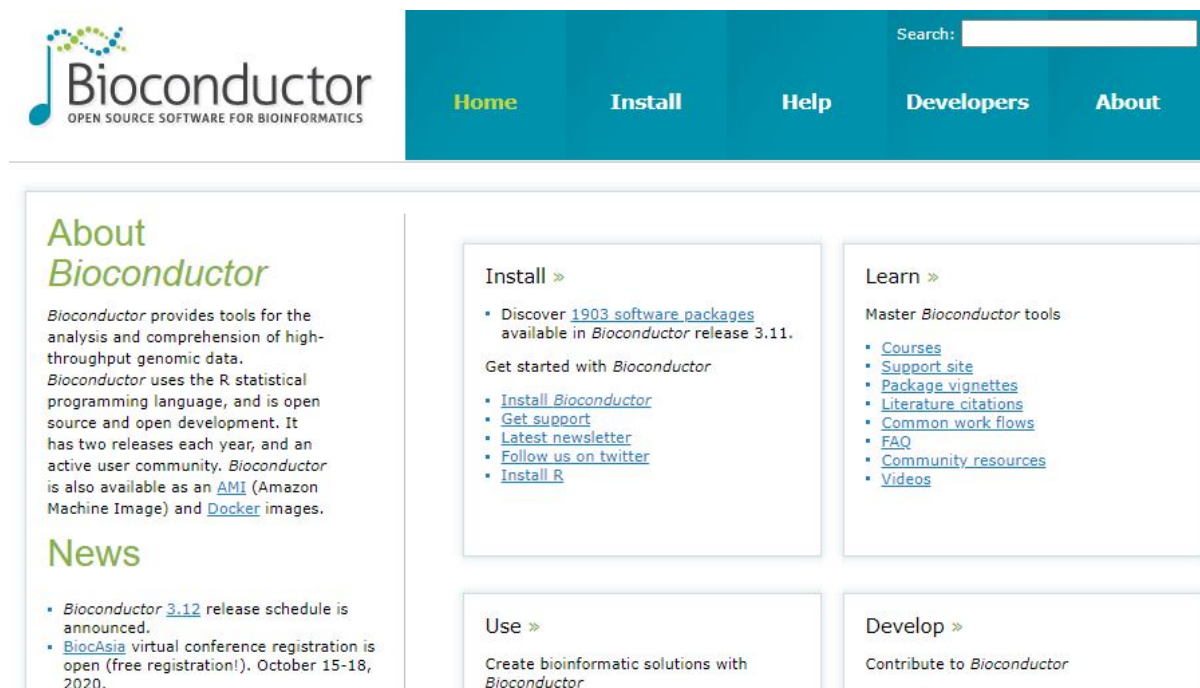 Bioconductor
OPEN SOURCE SOFTWARE FOR BIOINFORMATICS
Search:
Home
Install
Help
Developers
About
About
Bioconductor
Bioconductor provides tools for the
analysis and comprehension of high-
throughput genomic data.
Bioconductor uses the R statistical
programming language, and is open
source and open development. It
has two releases each year, and an
active user community. Bioconductor
is also available as an AMI (Amazon
Machine Image) and Docker images.
News
Bioconductor 3.12 release schedule is
announced.
BiocAsia virtual conference registration is
open (free registration!). October 15-18,
2020.
Install »
Discover 1903 software packages
available in Bioconductor release 3.11.
Get started with Bioconductor
Install Bioconductor
Get support
Latest newsletter
Follow us on twitter
Install R
Learn »
Master Bioconductor tools
Courses
Support site
Package vignettes
Literature citations
Common work flows
FAQ
Community resources
Videos
Use »
Create bioinformatic solutions with
Bioconductor
Develop »
Contribute to Bioconductor